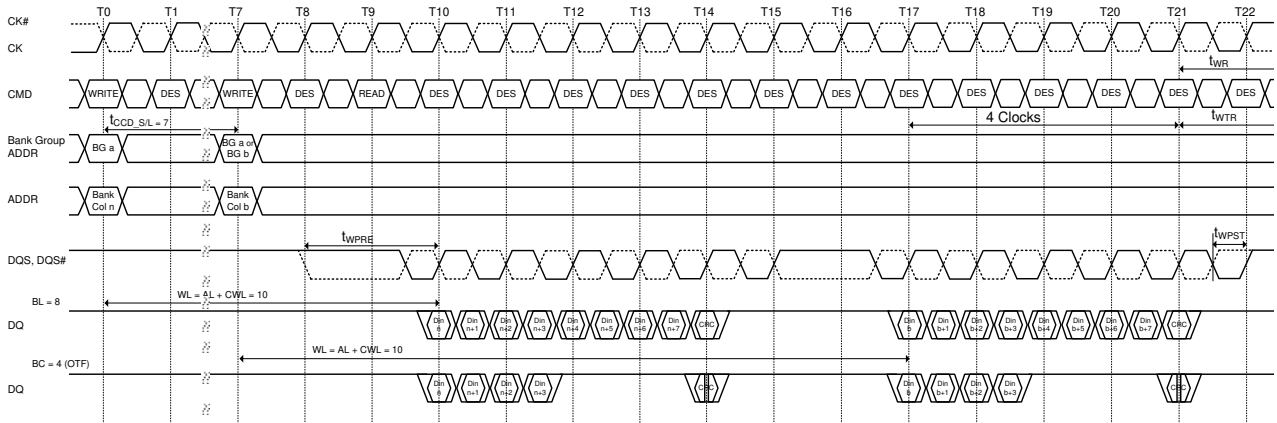 T0 T1 T7 T8 T9 T10 T11 T12 T13 T14 T15 T16 T17 T18 T19 T20 T21 T22
CK#
CK
tWR
CMD WRITE DES WRITE DES READ DES DES DES DES DES DES DES DES DES DES DES DES DES
tCCD_S/L = 7
4 Clocks
tWTR
Bank Group
ADDR
BG a
BG a or
BG b
ADDR
Bank
Col n
Bank
Col b
tWPRE
tWPST
DQS, DQS#
BL = 8
WL = AL + CWL = 10
DQ
Din n Din n+1 Din n+2 Din n+3 Din n+4 Din n+5 Din n+6 Din n+7 CRC Din b Din b+1 Din b+2 Din b+3 Din b+4 Din b+5 Din b+6 Din b+7 CRC
BC = 4 (OTF)
WL = AL + CWL = 10
DQ
Din n Din n+1 Din n+2 Din n+3 CRC Din b Din b+1 Din b+2 Din b+3 CRC